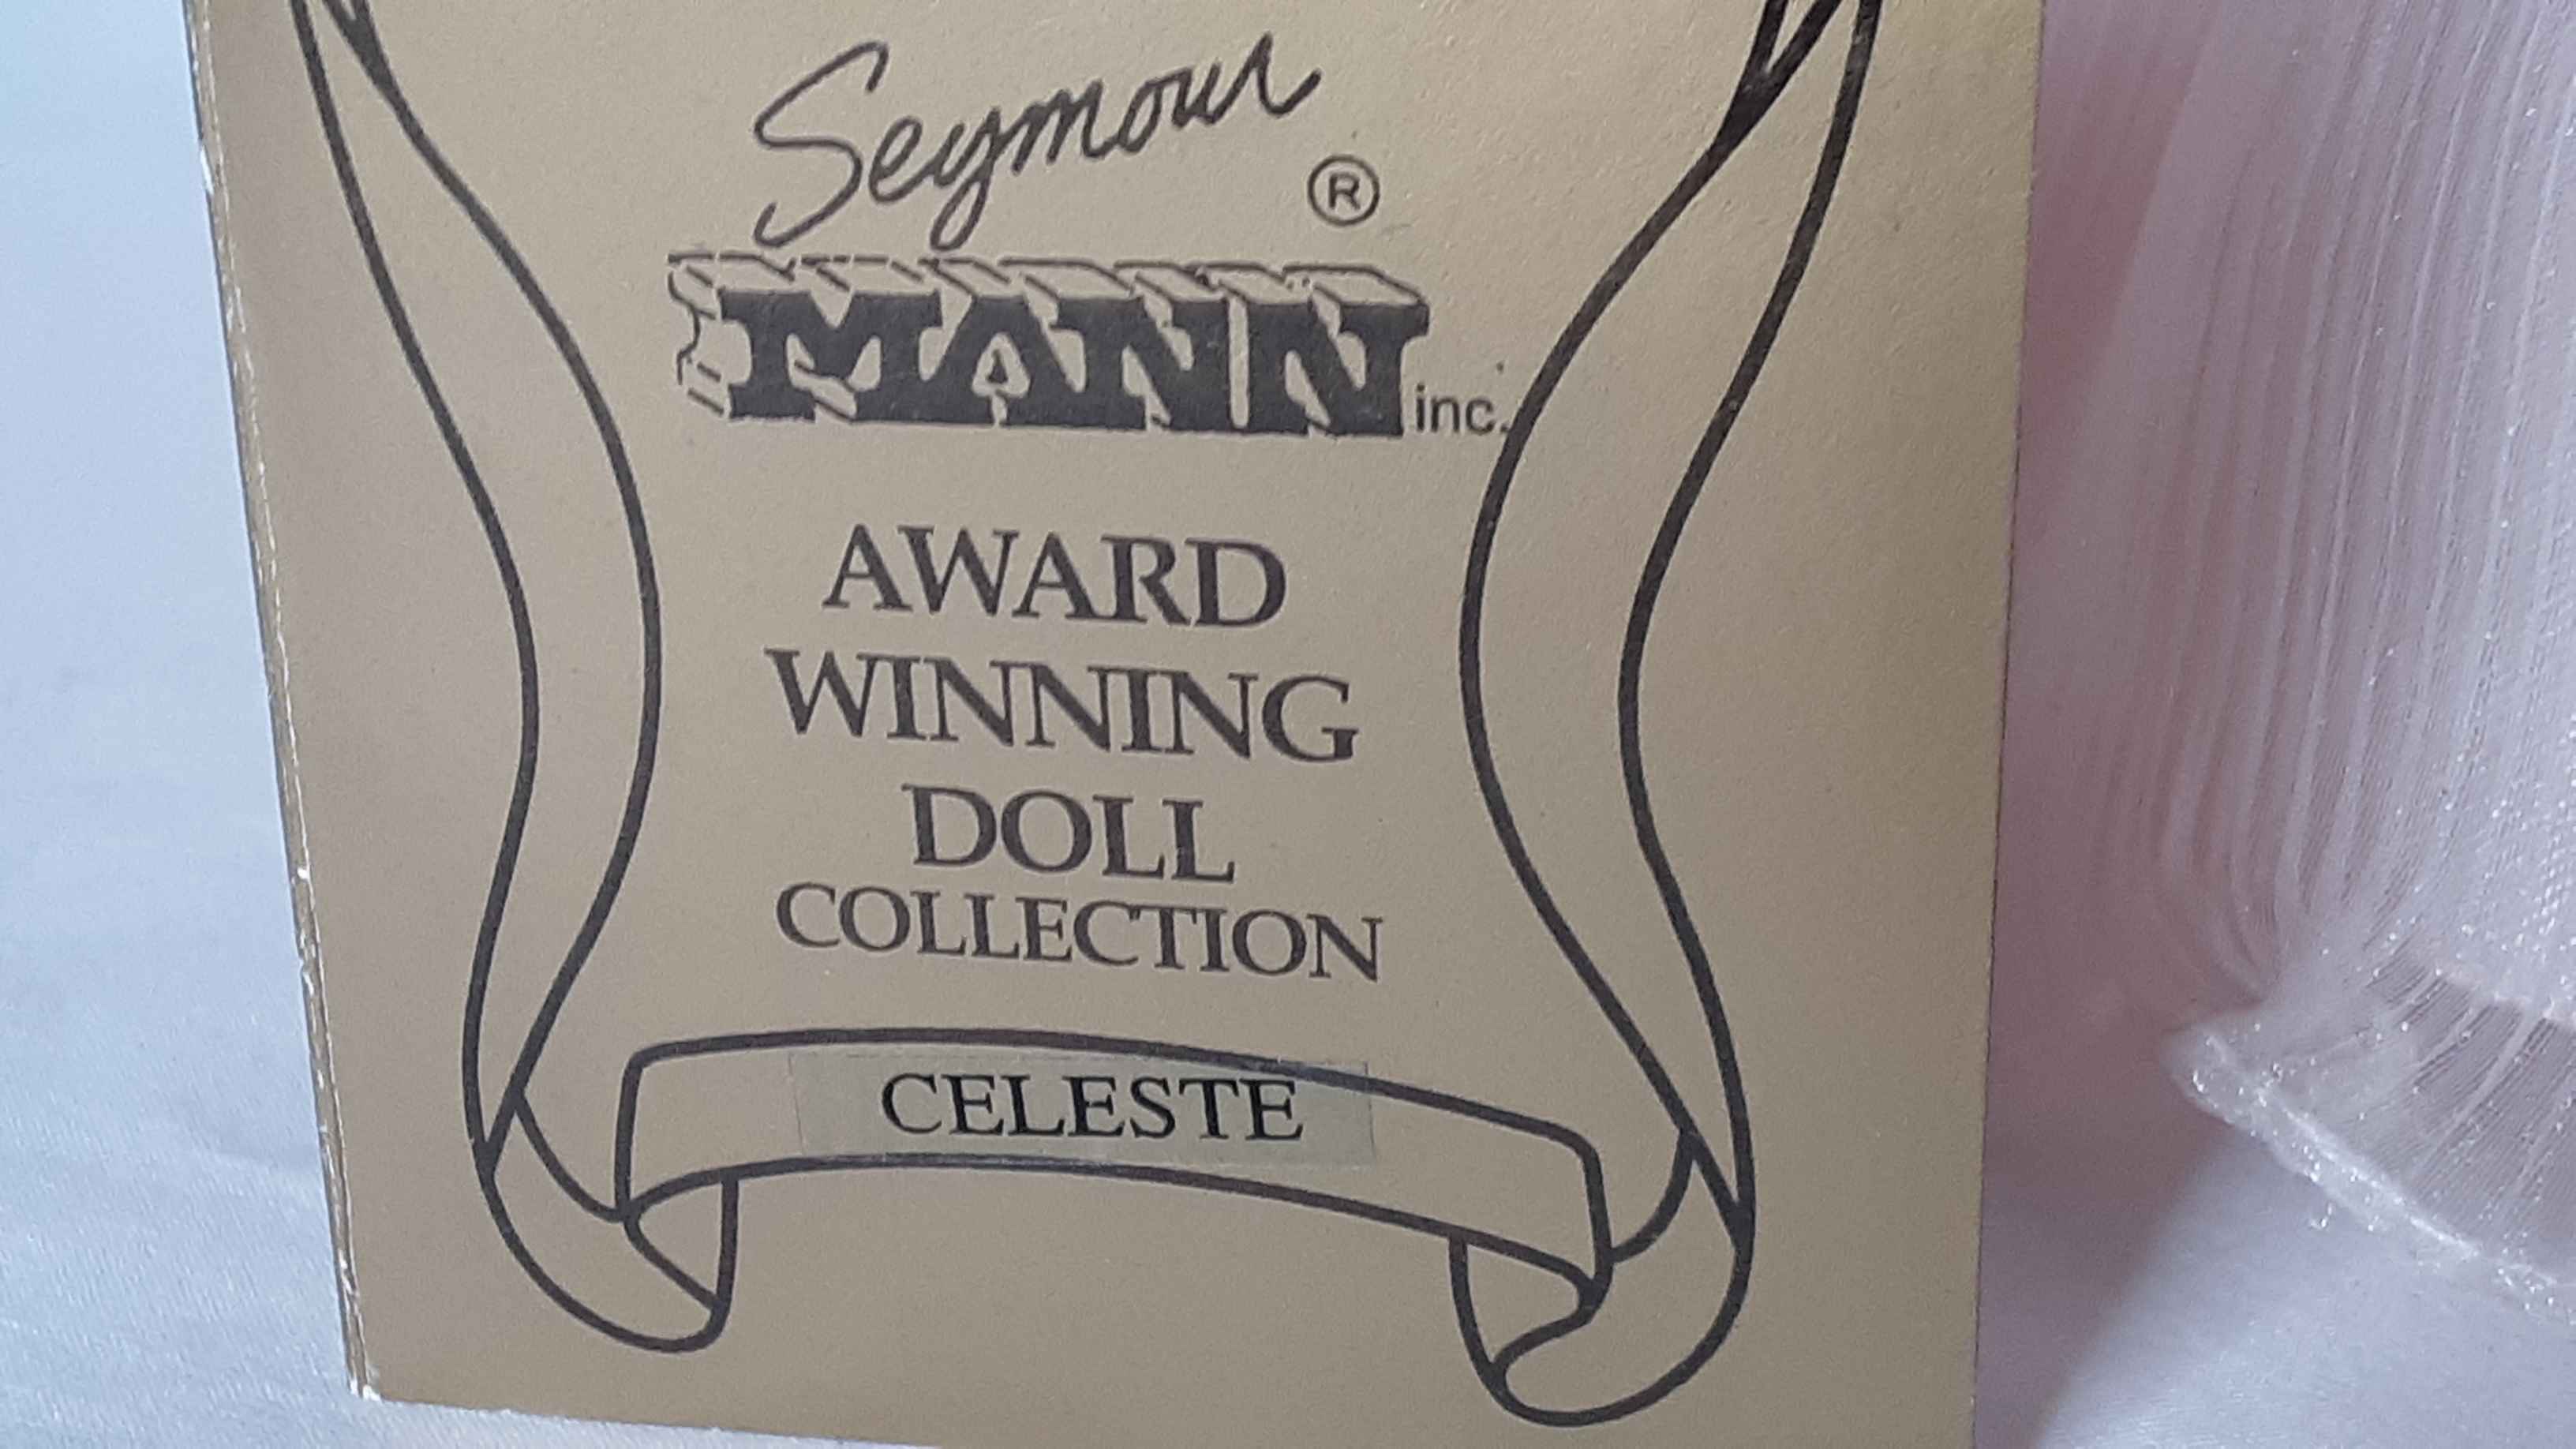 Seymour
®
MANN inc.
AWARD
WINNING
DOLL
COLLECTION
CELESTE